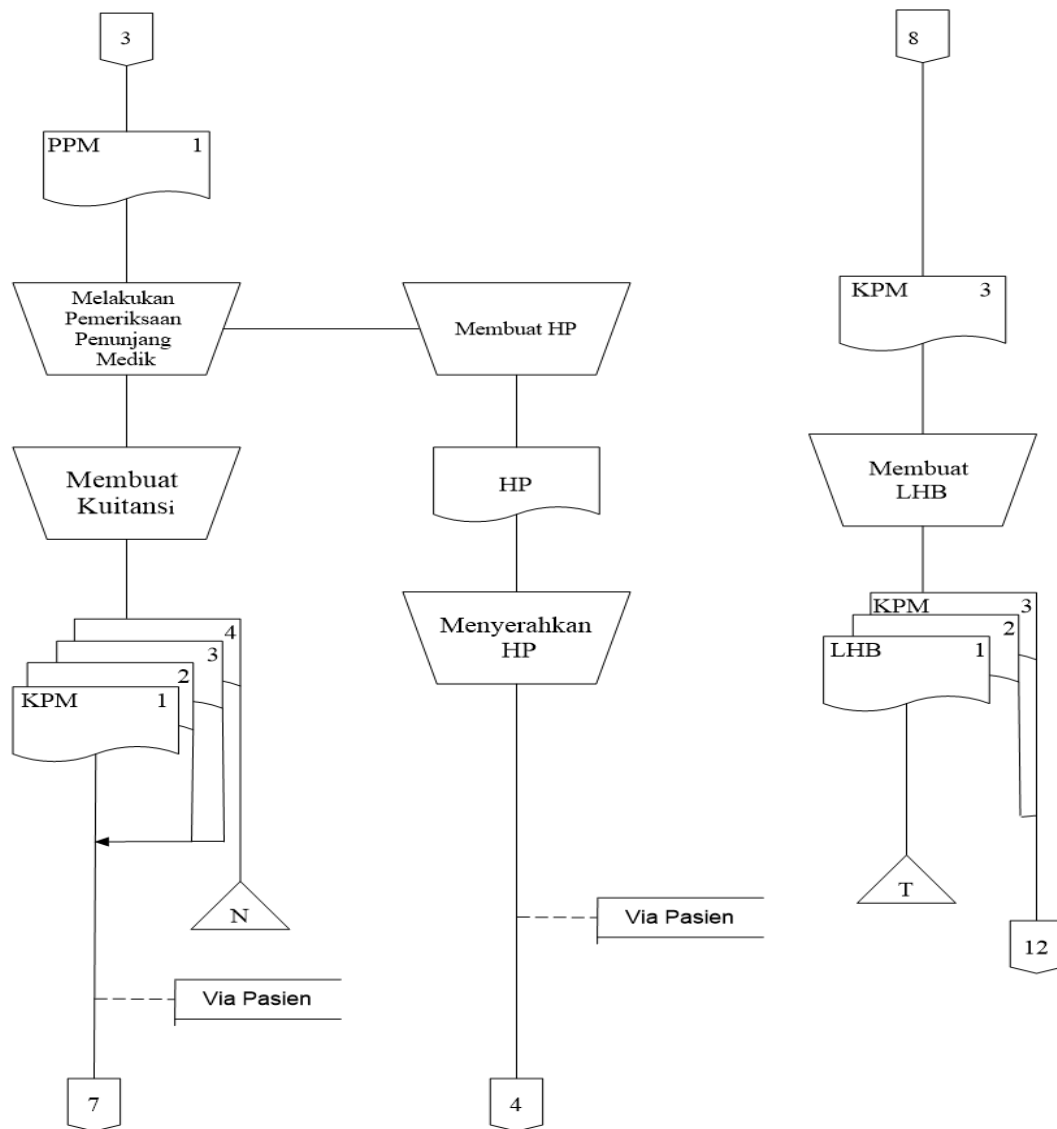 3
8
PPM 1
Melakukan
Pemeriksaan
Penunjang
Medik
Membuat HP
KPM 3
Membuat
Kuitansi
HP
Membuat
LHB
4
3
2
KPM 1
Menyerahkan
HP
KPM 3
2
LHB 1
N
Via Pasien
T
12
Via Pasien
7
4